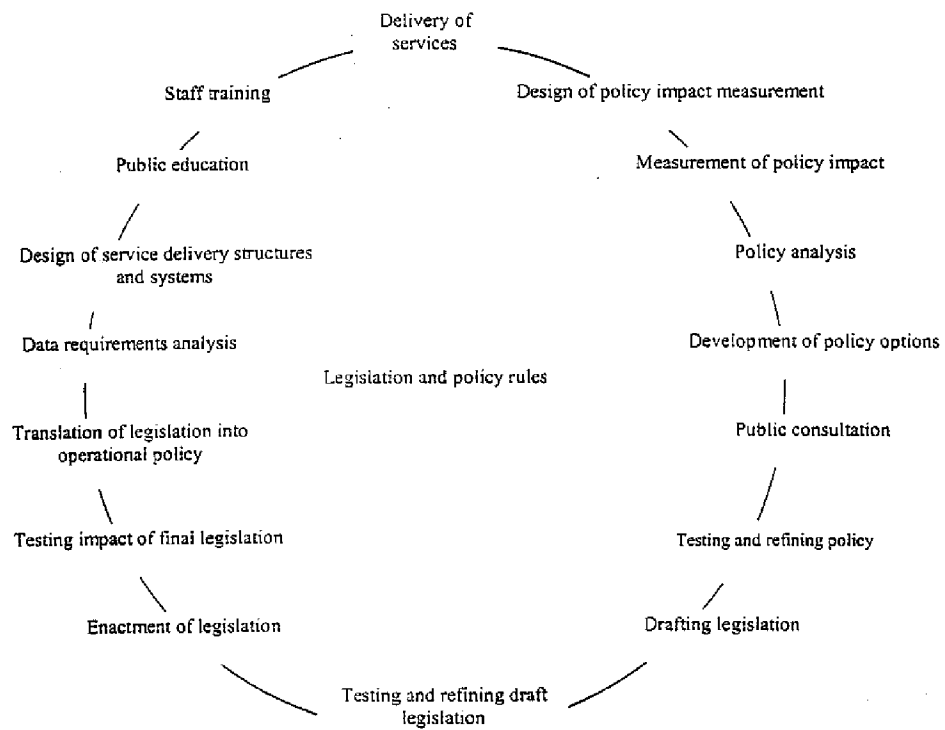 Delivery of
services
Staff training
Design of policy impact measurement
Public education
Measurement of policy impact
Design of service delivery structures
and systems
Policy analysis
Data requirements analysis
Development of policy options
Legislation and policy rules
Translation of legislation into
operational policy
Public consultation
Testing impact of final legislation
Testing and refining policy
Enactment of legislation
Drafting legislation
Testing and refining draft
legislation